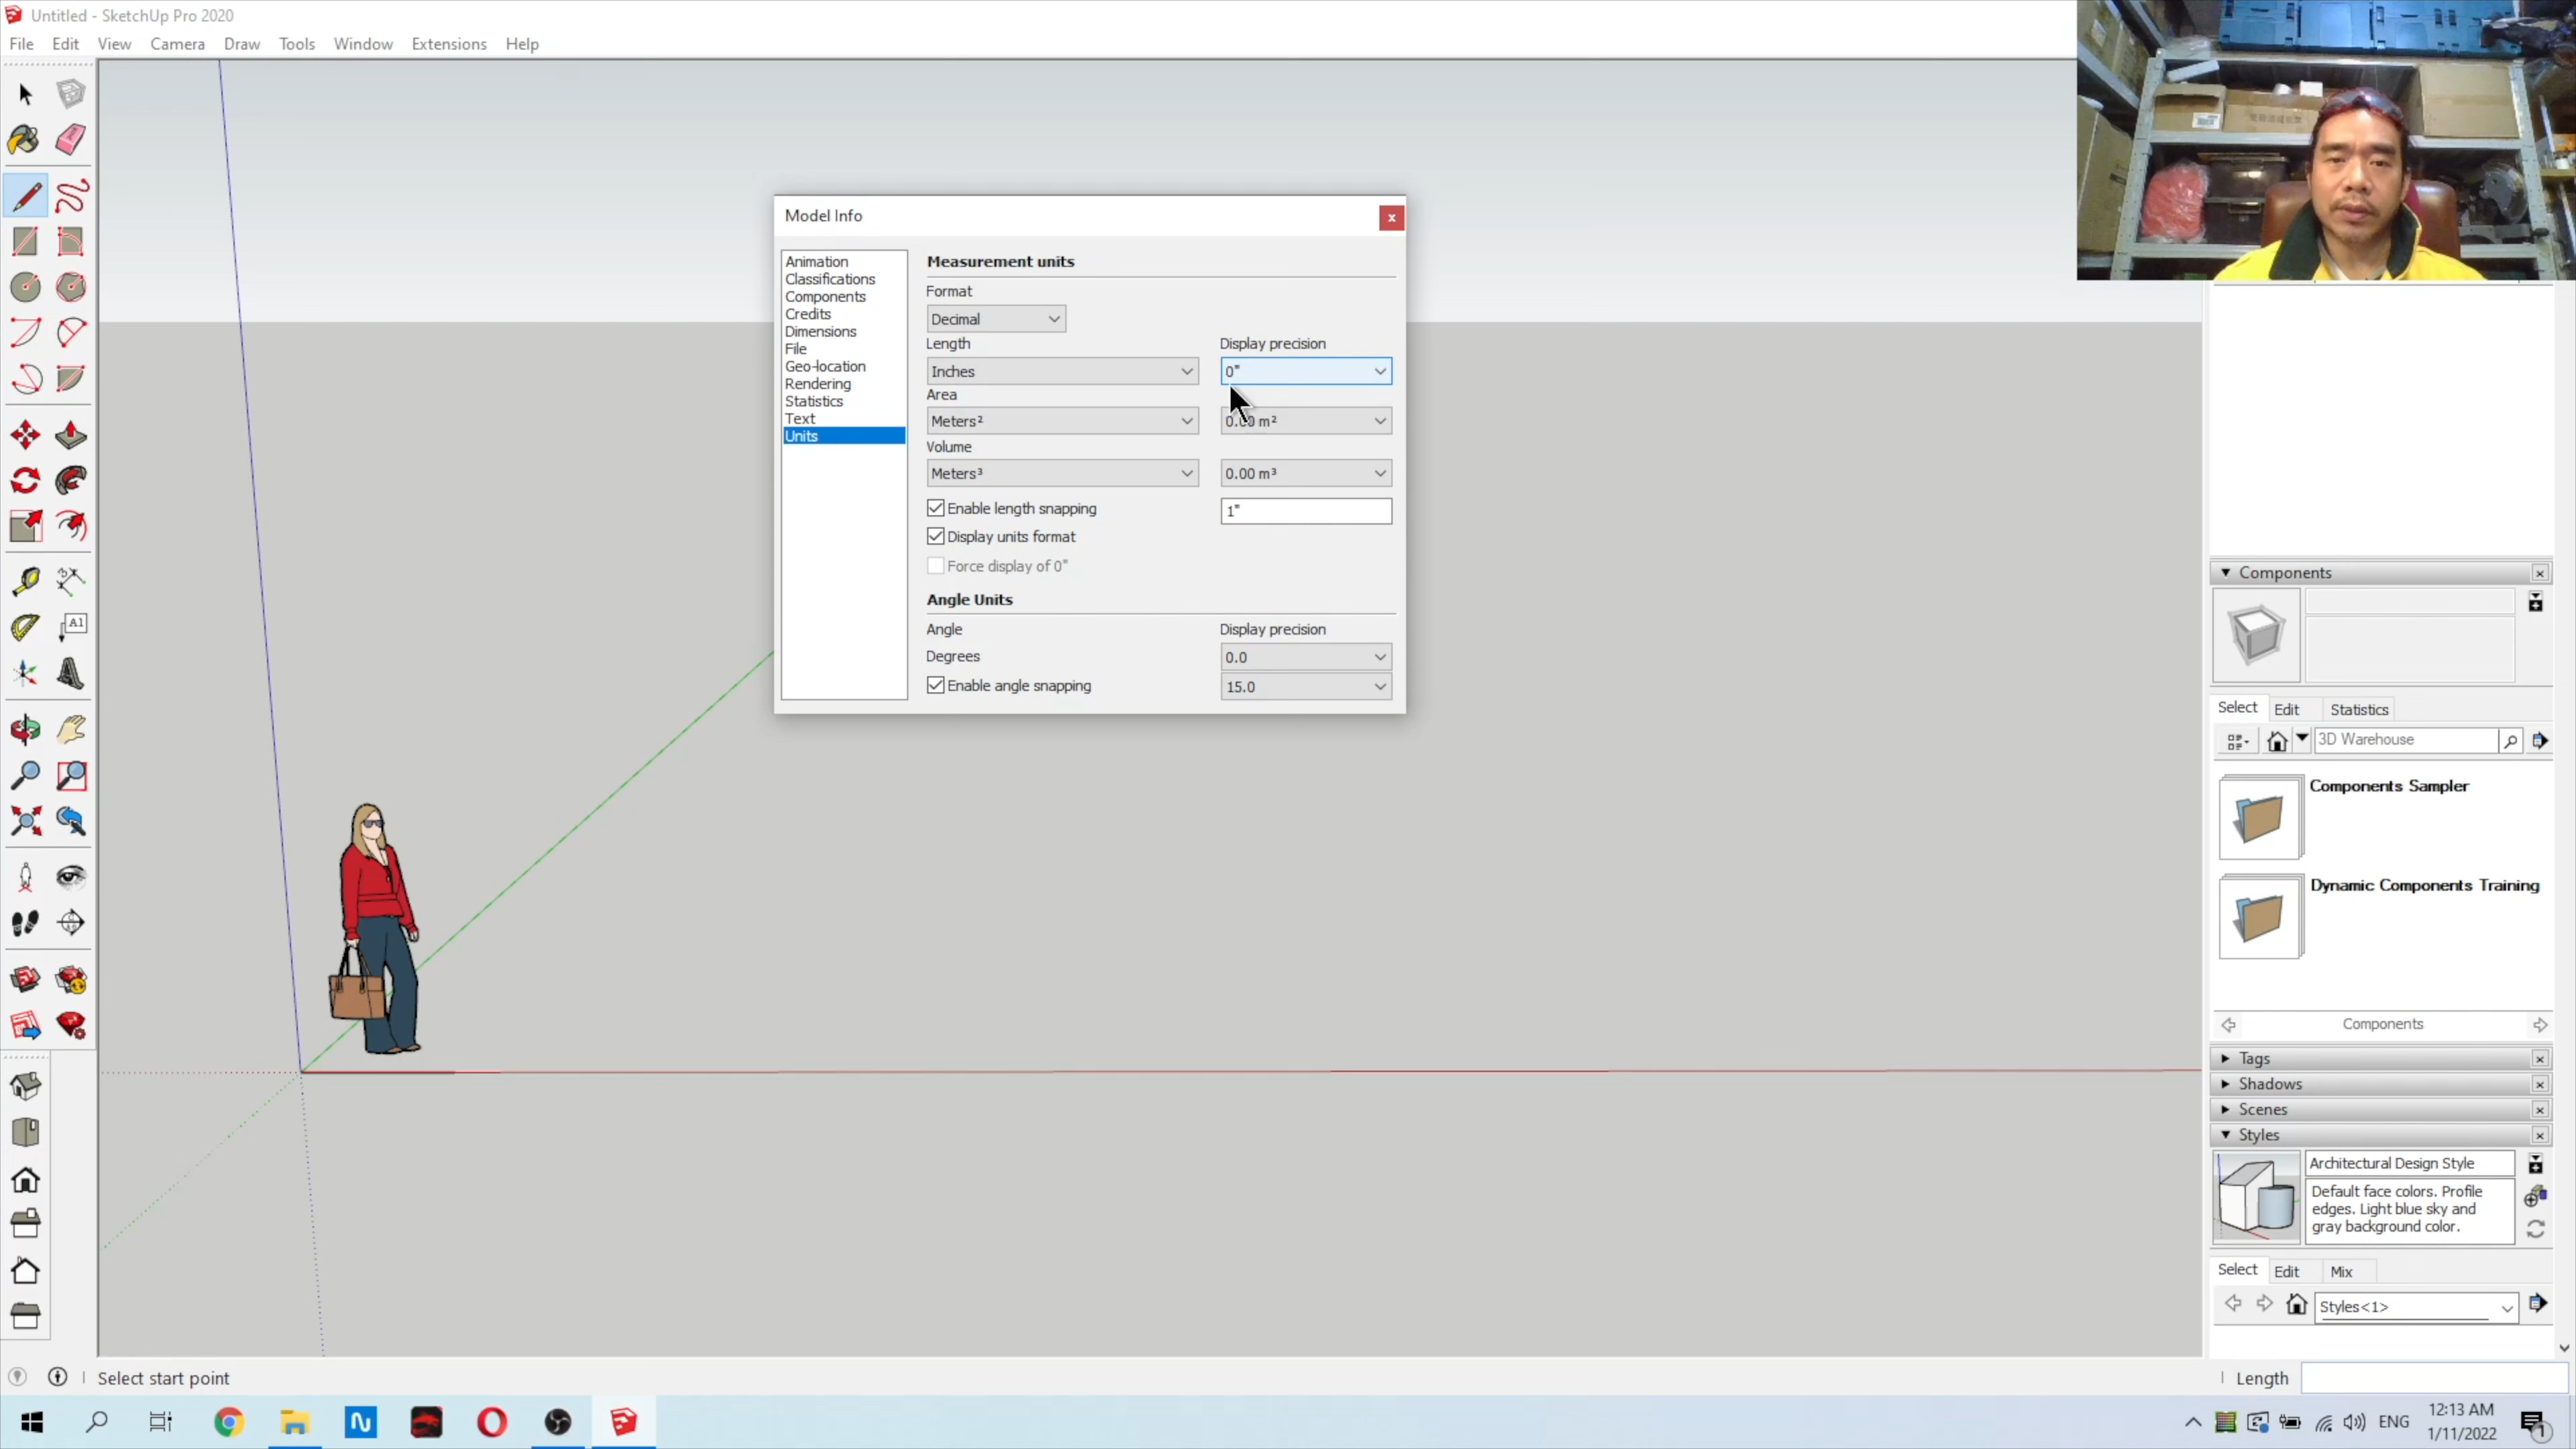 Untitled - SketchUp Pro 2020
File Edit View Camera Draw Tools Window Extensions Help
Model Info
Animation
Classifications
Components
Credits
Dimensions
File
Geo-location
Rendering
Statistics
Text
Units
Measurement units
Format
Decimal
Length Display precision
Inches 0"
Area
Meters² 0.00 m²
Volume
Meters³ 0.00 m³
Enable length snapping 1"
Display units format
Force display of 0"
Angle Units
Angle Display precision
Degrees 0.0
Enable angle snapping 15.0
A1
Components
Select Edit Statistics
3D Warehouse
Components Sampler
Dynamic Components Training
Components
Tags
Shadows
Scenes
Styles
Architectural Design Style
Default face colors. Profile
edges. Light blue sky and
gray background color.
Select Edit Mix
Styles<1>
Select start point
Length
ENG
12:13 AM
1/11/2022
1